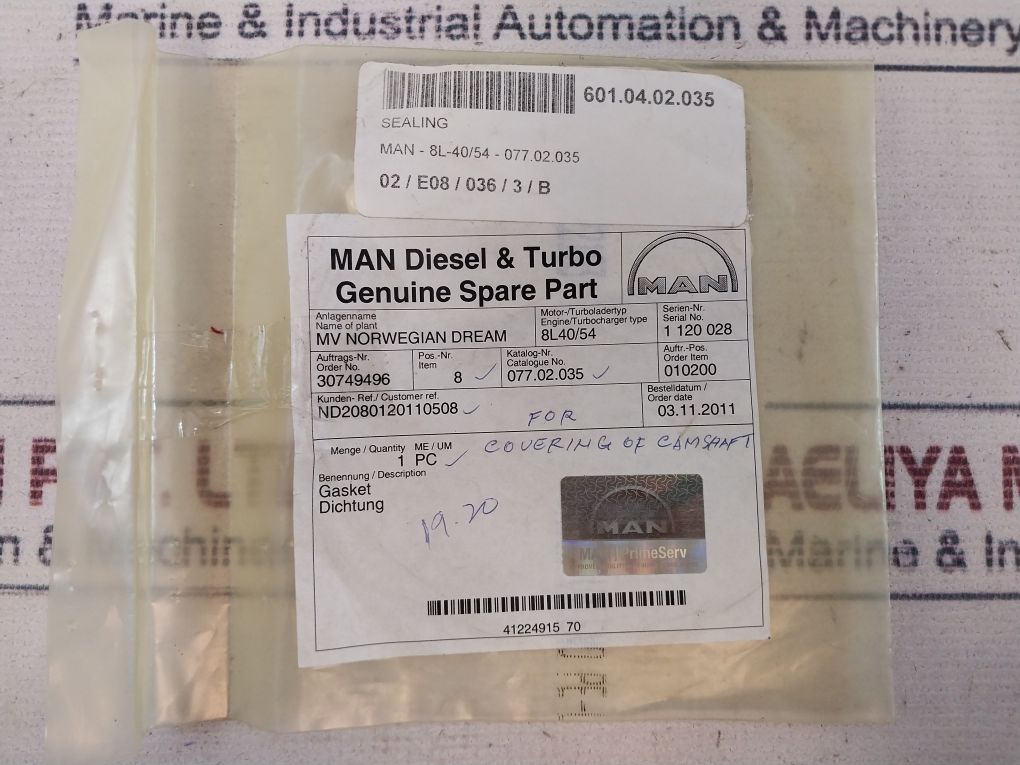 Marine & Industrial Automation & Machinery
601.04.02.035
SEALING
MAN - 8L-40/54 - 077.02.035
02 / E08 / 036 / 3 / B
MAN Diesel & Turbo
Genuine Spare Part
MAN
Anlagenname
Name of plant
MV NORWEGIAN DREAM
Motor-/Turboladertyp
Engine/Turbocharger type
8L40/54
Serien-Nr.
Serial No.
1 120 028
Auftrags-Nr.
Order No.
30749496
Pos.-Nr.
Item
8 ✓
Katalog-Nr.
Catalogue No.
077.02.035 ✓
Auftr.-Pos.
Order Item
010200
Kunden- Ref./ Customer ref.
ND2080120110508 ✓
Bestelldatum /
Order date
03.11.2011
FOR
COVERING OF CAMSHAFT
Menge / Quantity ME / UM
1 PC ✓
Benennung / Description
Gasket
Dichtung
19.20
MAN
PrimeServ
41224915 70
AELIYA M
Marine & In